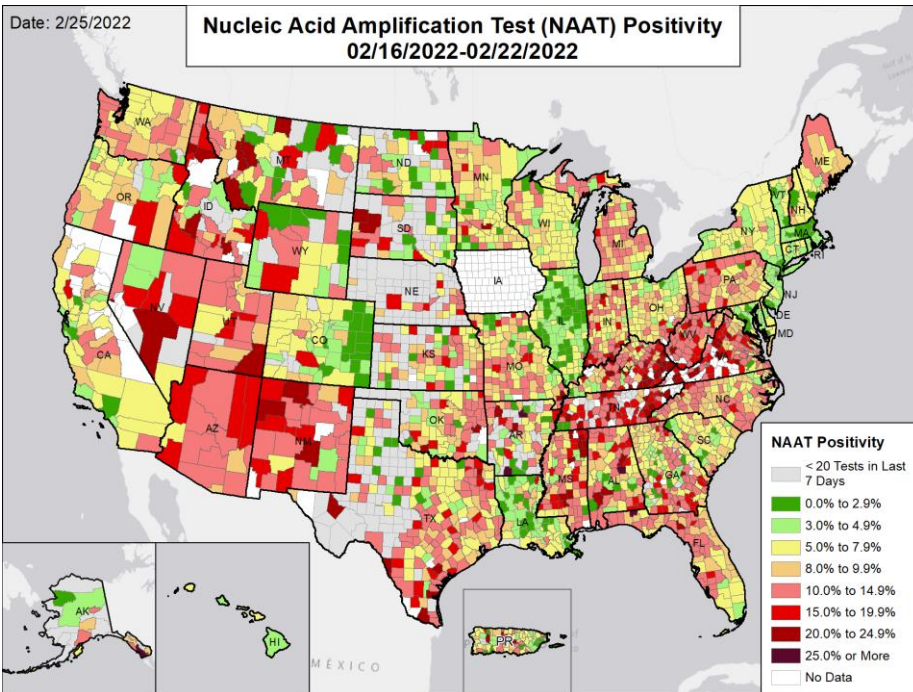 Date: 2/25/2022
Nucleic Acid Amplification Test (NAAT) Positivity
02/16/2022-02/22/2022
WA
MT
ND
MN
ME
OR
ID
SD
WI
VT
NH
NY
MA
CT
RI
WY
MI
IA
NE
PA
NJ
NV
UT
CO
IL
IN
OH
DE
MD
CA
KS
MO
WV
VA
KY
AZ
NM
OK
AR
TN
NC
SC
MS
AL
GA
TX
LA
FL
AK
HI
PR
MEXICO
NAAT Positivity
< 20 Tests in Last
7 Days
0.0% to 2.9%
3.0% to 4.9%
5.0% to 7.9%
8.0% to 9.9%
10.0% to 14.9%
15.0% to 19.9%
20.0% to 24.9%
25.0% or More
No Data